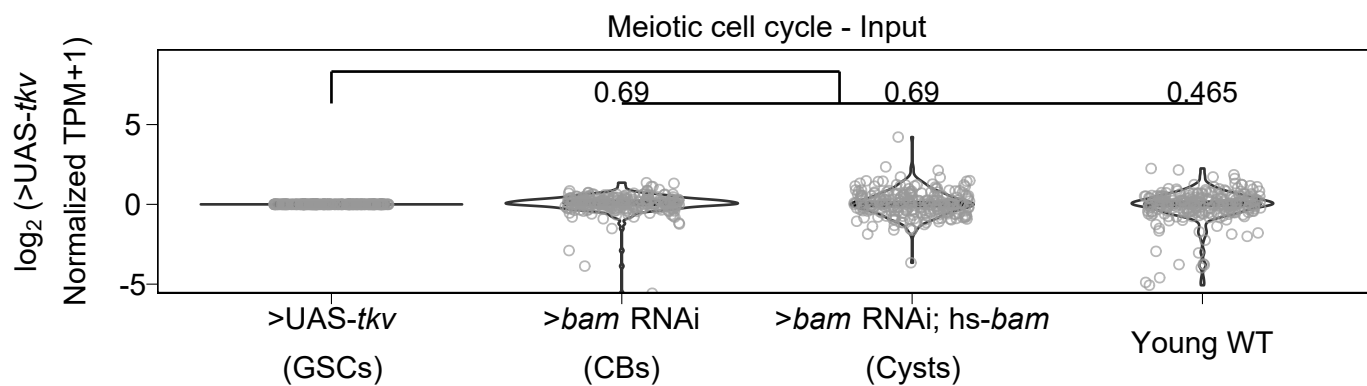 Meiotic cell cycle - Input
log₂ (>UAS-tkv
Normalized TPM+1)
0.69 0.69 0.465
5
0
-5
>UAS-tkv >bam RNAi >bam RNAi; hs-bam Young WT
(GSCs) (CBs) (Cysts)